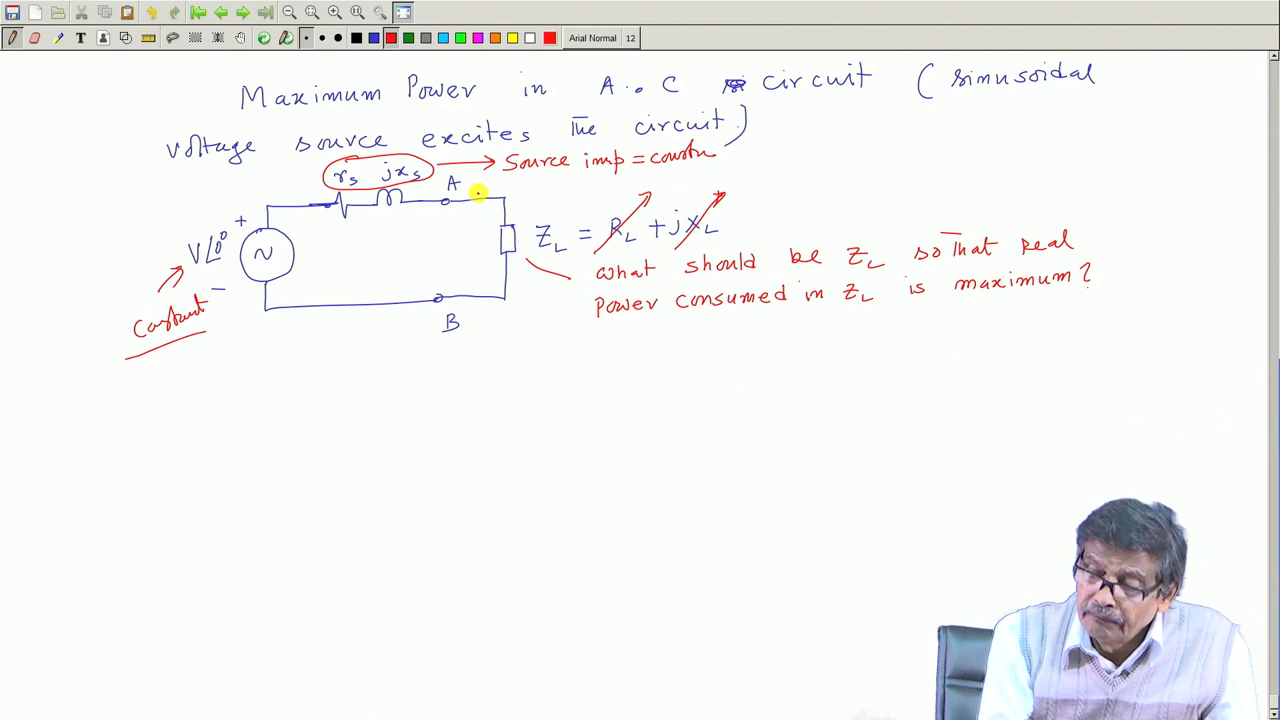 Arial Normal 12
Maximum Power in A.C circuit (sinusoidal
voltage source excites the circuit)
rs jxs → Source imp = constn
A
+
V∠0° ZL = RL + jXL
− What should be ZL so that real
Power consumed in ZL is maximum?
Constant
B